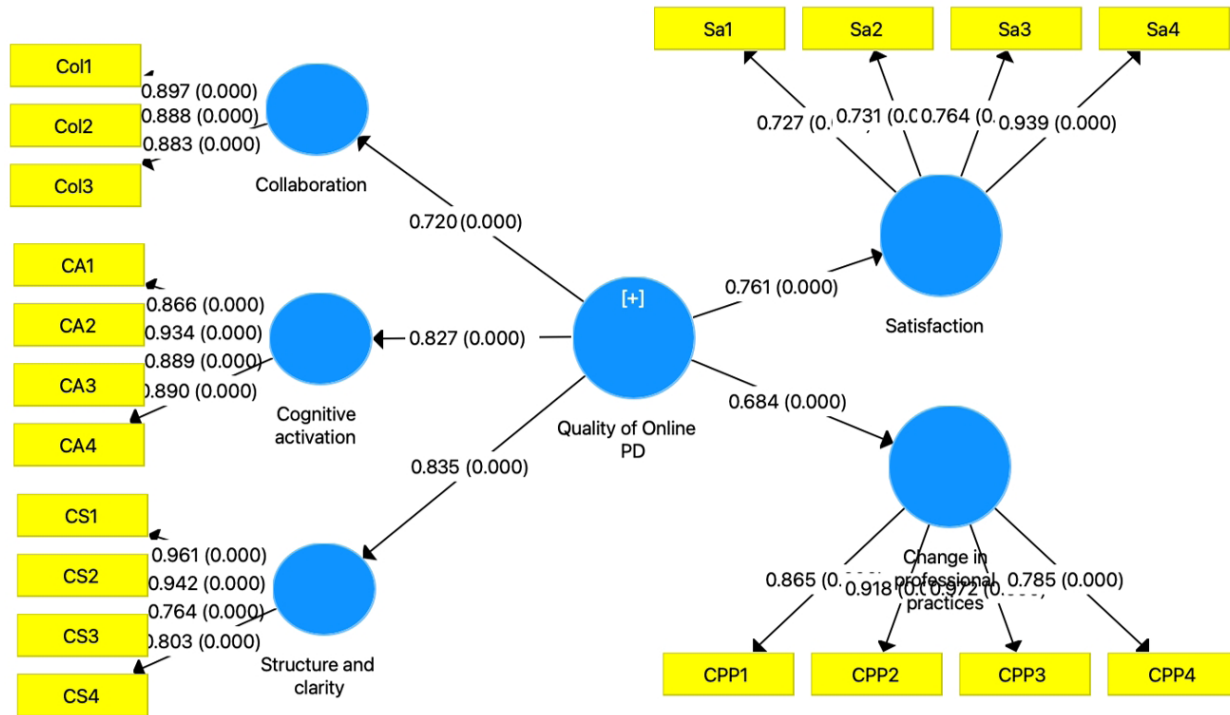 Col1
Col2
Col3
0.897 (0.000)
0.888 (0.000)
0.883 (0.000)
Collaboration
0.720 (0.000)
CA1
CA2
CA3
CA4
0.866 (0.000)
0.934 (0.000)
0.889 (0.000)
0.890 (0.000)
Cognitive
activation
0.827 (0.000)
CS1
CS2
CS3
CS4
0.961 (0.000)
0.942 (0.000)
0.764 (0.000)
0.803 (0.000)
Structure and
clarity
0.835 (0.000)
[+]
Quality of Online
PD
Sa1
Sa2
Sa3
Sa4
0.727
0.731
0.764
0.939 (0.000)
Satisfaction
0.761 (0.000)
0.684 (0.000)
Change in
professional
practices
0.865
0.918
0.972
0.785 (0.000)
CPP1
CPP2
CPP3
CPP4